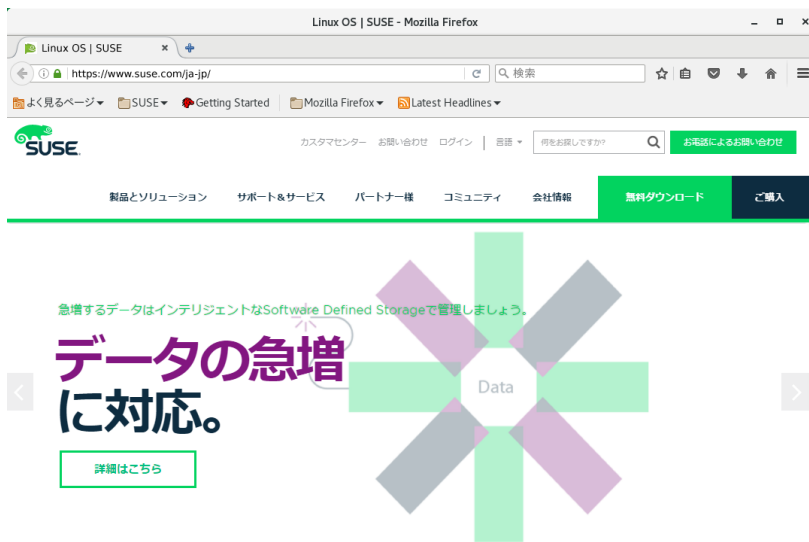 Linux OS | SUSE - Mozilla Firefox
Linux OS | SUSE
https://www.suse.com/ja-jp/
検索
よく見るページ SUSE Getting Started Mozilla Firefox Latest Headlines
SUSE
カスタマセンター お問い合わせ ログイン | 言語 何をお探しですか? お電話によるお問い合わせ
製品とソリューション サポート&サービス パートナー様 コミュニティ 会社情報 無料ダウンロード ご購入
急増するデータはインテリジェントなSoftware Defined Storageで管理しましょう。
データの急増
に対応。
Data
詳細はこちら